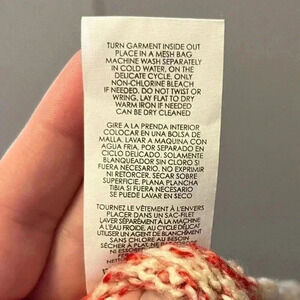 TURN GARMENT INSIDE OUT
PLACE IN A MESH BAG
MACHINE WASH SEPARATELY
IN COLD WATER, ON THE
DELICATE CYCLE, ONLY
NON-CHLORINE BLEACH
IF NEEDED. DO NOT TWIST OR
WRING, LAY FLAT TO DRY
WARM IRON IF NEEDED
CAN BE DRY CLEANED
GIRE A LA PRENDA INTERIOR
COLOCAR EN UNA BOLSA DE
MALLA. LAVAR A MAQUINA CON
AGUA FRIA, POR SEPARADO EN
CICLO DELICADO. SOLAMENTE
BLANQUEADOR SIN CLORO SI
FUERA NECESARIO. NO EXPRIMIR
NI RETORCER. SECAR SOBRE
SUPERFICIE. PLANA PLANCHA
TIBIA SI FUERA NECESARIO
SE PUEDE LAVAR EN SECO
TOURNEZ LE VÊTEMENT À L'ENVERS
PLACER DANS UN SAC-FILET
LAVER SÉPARÉMENT À LA MACHINE
À L'EAU FROIDE, AU CYCLE DÉLICAT
UTILISER UN AGENT DE BLANCHIMENT
SANS CHLORE AU BESOIN
SÉCHER À PLAT, NE